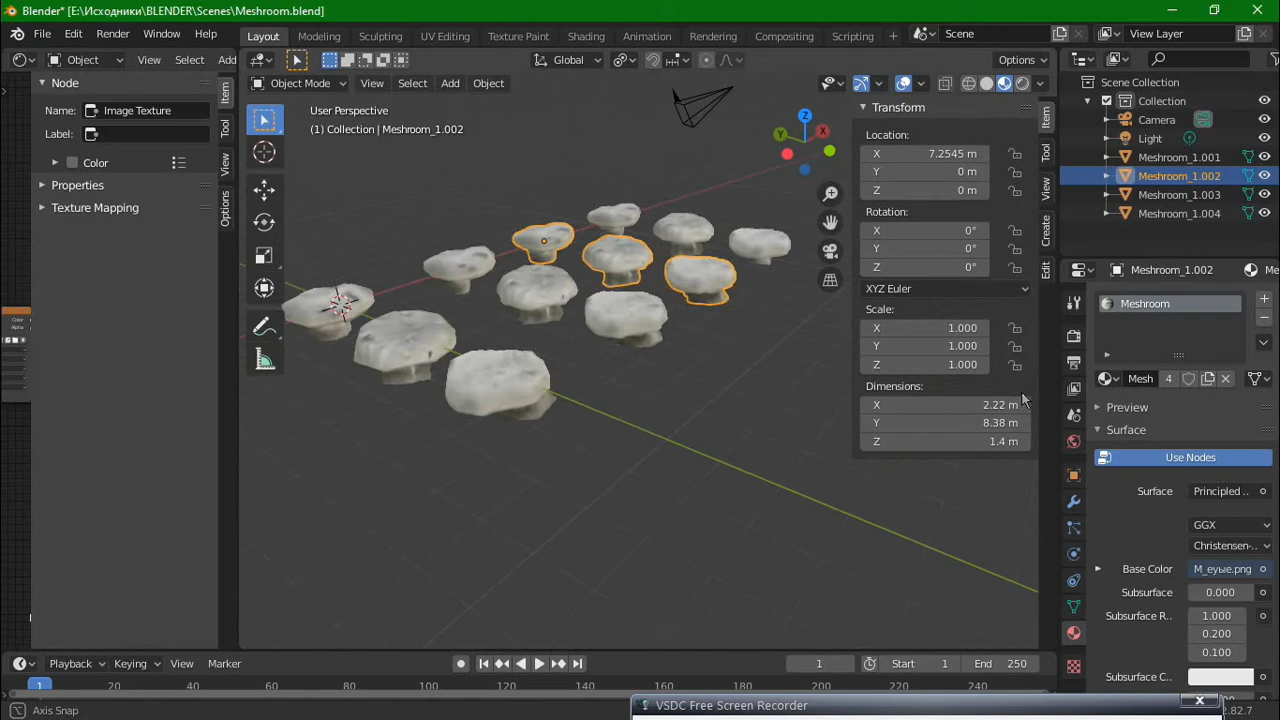 Blender* [E:\Исходники\BLENDER\Scenes\Meshroom.blend]
File Edit Render Window Help Layout Modeling Sculpting UV Editing Texture Paint Shading Animation Rendering Compositing Scripting + Scene View Layer
Object View Select Add Global Options
Object Mode View Select Add Object
Node
Name: Image Texture
Label:
Color
Properties
Texture Mapping
Item
Tool
View
Options
User Perspective
(1) Collection | Meshroom_1.002
Z
Y
X
Transform
Location:
X 7.2545 m
Y 0 m
Z 0 m
Rotation:
X 0°
Y 0°
Z 0°
XYZ Euler
Scale:
X 1.000
Y 1.000
Z 1.000
Dimensions:
X 2.22 m
Y 8.38 m
Z 1.4 m
Item
Tool
View
Create
Edit
Scene Collection
Collection
Camera
Light
Meshroom_1.001
Meshroom_1.002
Meshroom_1.003
Meshroom_1.004
Meshroom_1.002 Me
Meshroom
Mesh 4
Preview
Surface
Use Nodes
Surface Principled ..
GGX
Christensen-..
Base Color M_еуые.png
Subsurface 0.000
Subsurface R.. 1.000
0.200
0.100
Subsurface C..
Playback Keying View Marker 1 Start 1 End 250
1 20 40 60 80 100 120 140 160 180 200 220 240
Axis Snap
VSDC Free Screen Recorder
2.82.7